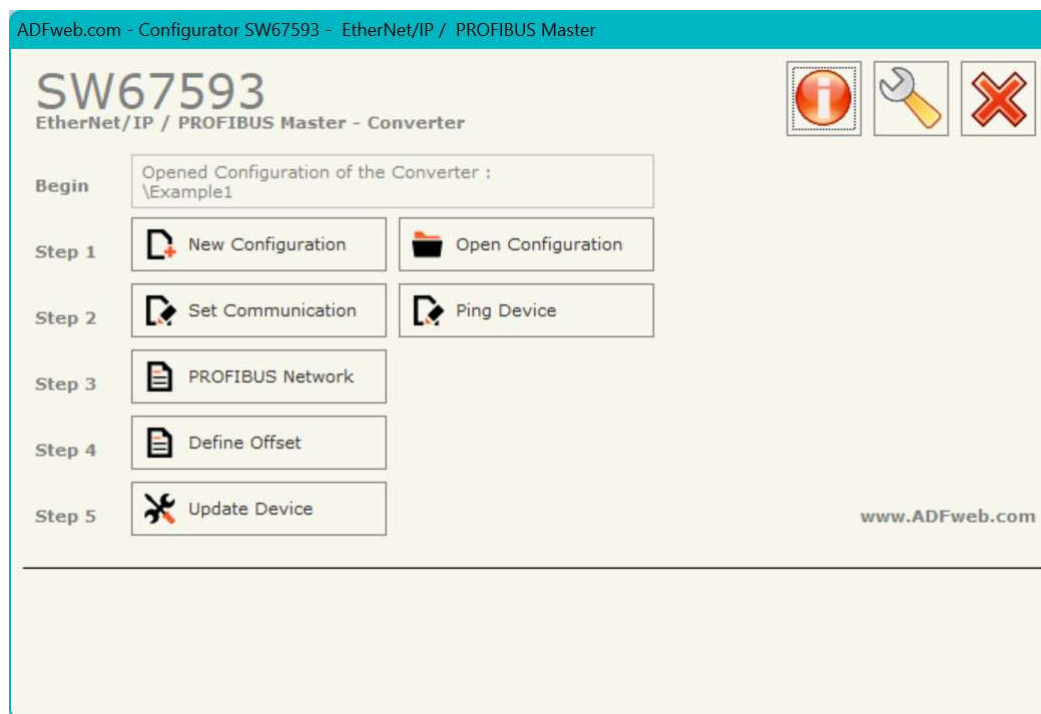 ADFweb.com - Configurator SW67593 - EtherNet/IP / PROFIBUS Master
SW67593
EtherNet/IP / PROFIBUS Master - Converter
Begin
Opened Configuration of the Converter :
\Example1
Step 1
New Configuration
Open Configuration
Step 2
Set Communication
Ping Device
Step 3
PROFIBUS Network
Step 4
Define Offset
Step 5
Update Device
www.ADFweb.com